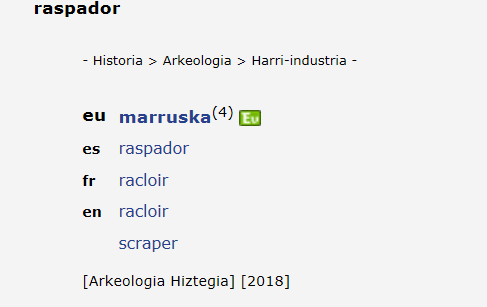 raspador
- Historia > Arkeologia > Harri-industria -
eu marruska(4) Eu
es raspador
fr racloir
en racloir
scraper
[Arkeologia Hiztegia] [2018]